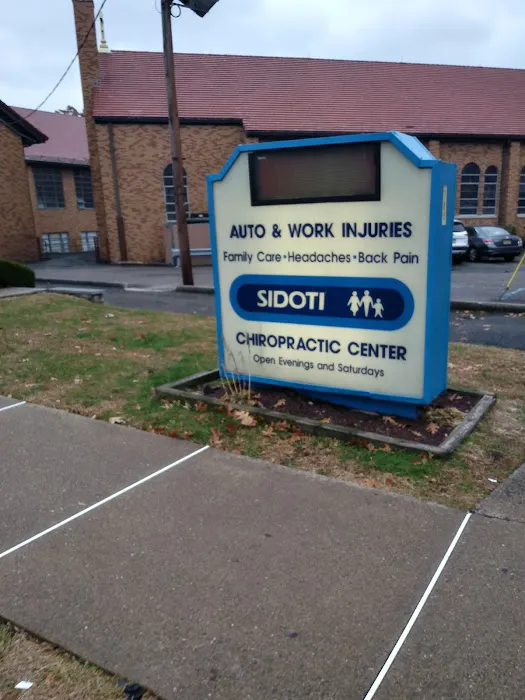 AUTO & WORK INJURIES
Family Care • Headaches • Back Pain
SIDOTI
CHIROPRACTIC CENTER
Open Evenings and Saturdays